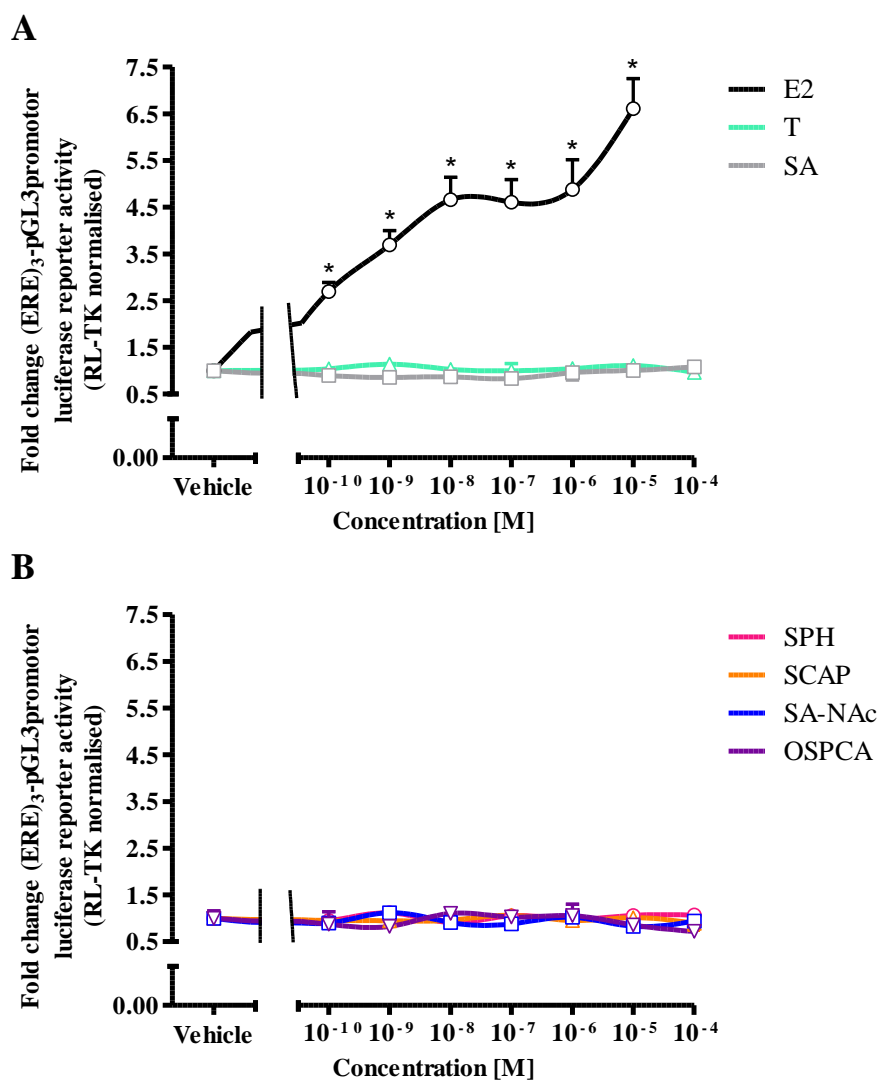 A
Fold change (ERE)₃-pGL3promotor
luciferase reporter activity
(RL-TK normalised)
7.5
6.5
5.5
4.5
3.5
2.5
1.5
0.5
0.00
* * * * * *
E2
T
SA
Vehicle 10⁻¹⁰ 10⁻⁹ 10⁻⁸ 10⁻⁷ 10⁻⁶ 10⁻⁵ 10⁻⁴
Concentration [M]
B
Fold change (ERE)₃-pGL3promotor
luciferase reporter activity
(RL-TK normalised)
7.5
6.5
5.5
4.5
3.5
2.5
1.5
0.5
0.00
SPH
SCAP
SA-NAc
OSPCA
Vehicle 10⁻¹⁰ 10⁻⁹ 10⁻⁸ 10⁻⁷ 10⁻⁶ 10⁻⁵ 10⁻⁴
Concentration [M]